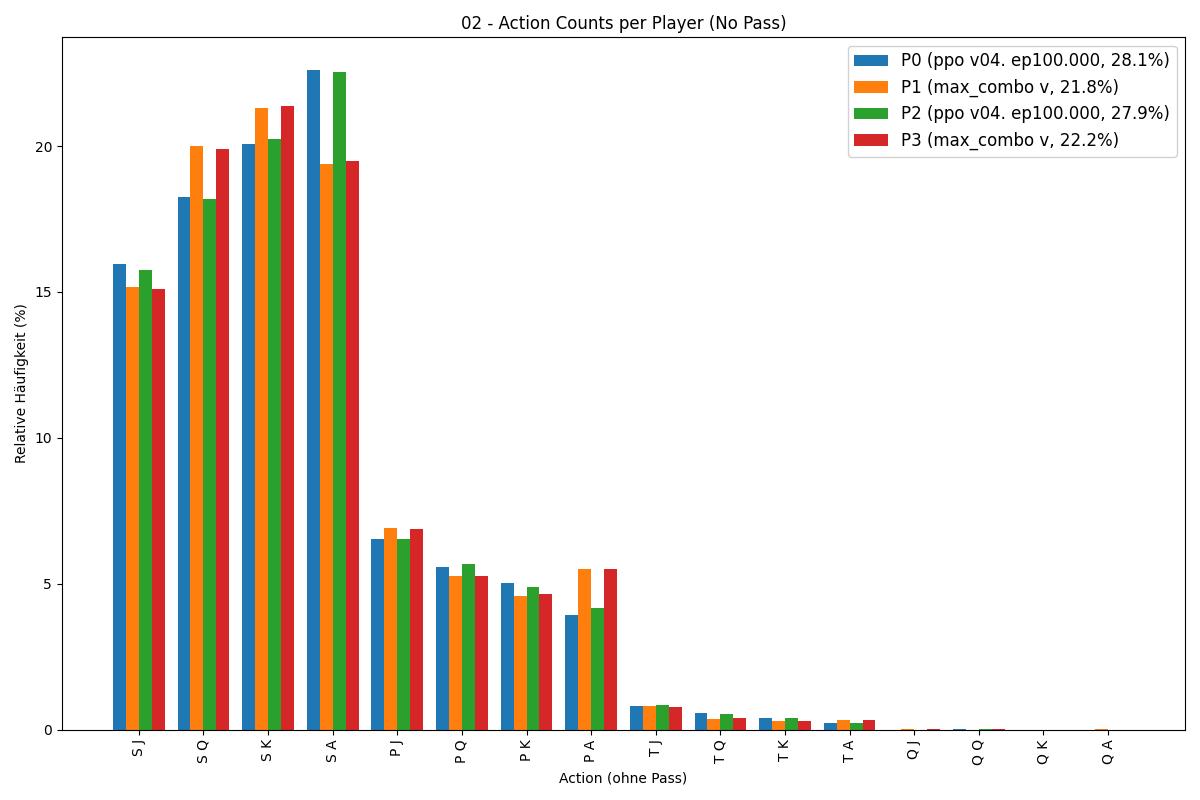 02 - Action Counts per Player (No Pass)
P0 (ppo v04. ep100.000, 28.1%)
P1 (max_combo v, 21.8%)
P2 (ppo v04. ep100.000, 27.9%)
P3 (max_combo v, 22.2%)
Relative Häufigkeit (%)
20
15
10
5
0
S J
S Q
S K
S A
P J
P Q
P K
P A
T J
T Q
T K
T A
Q J
Q Q
Q K
Q A
Action (ohne Pass)